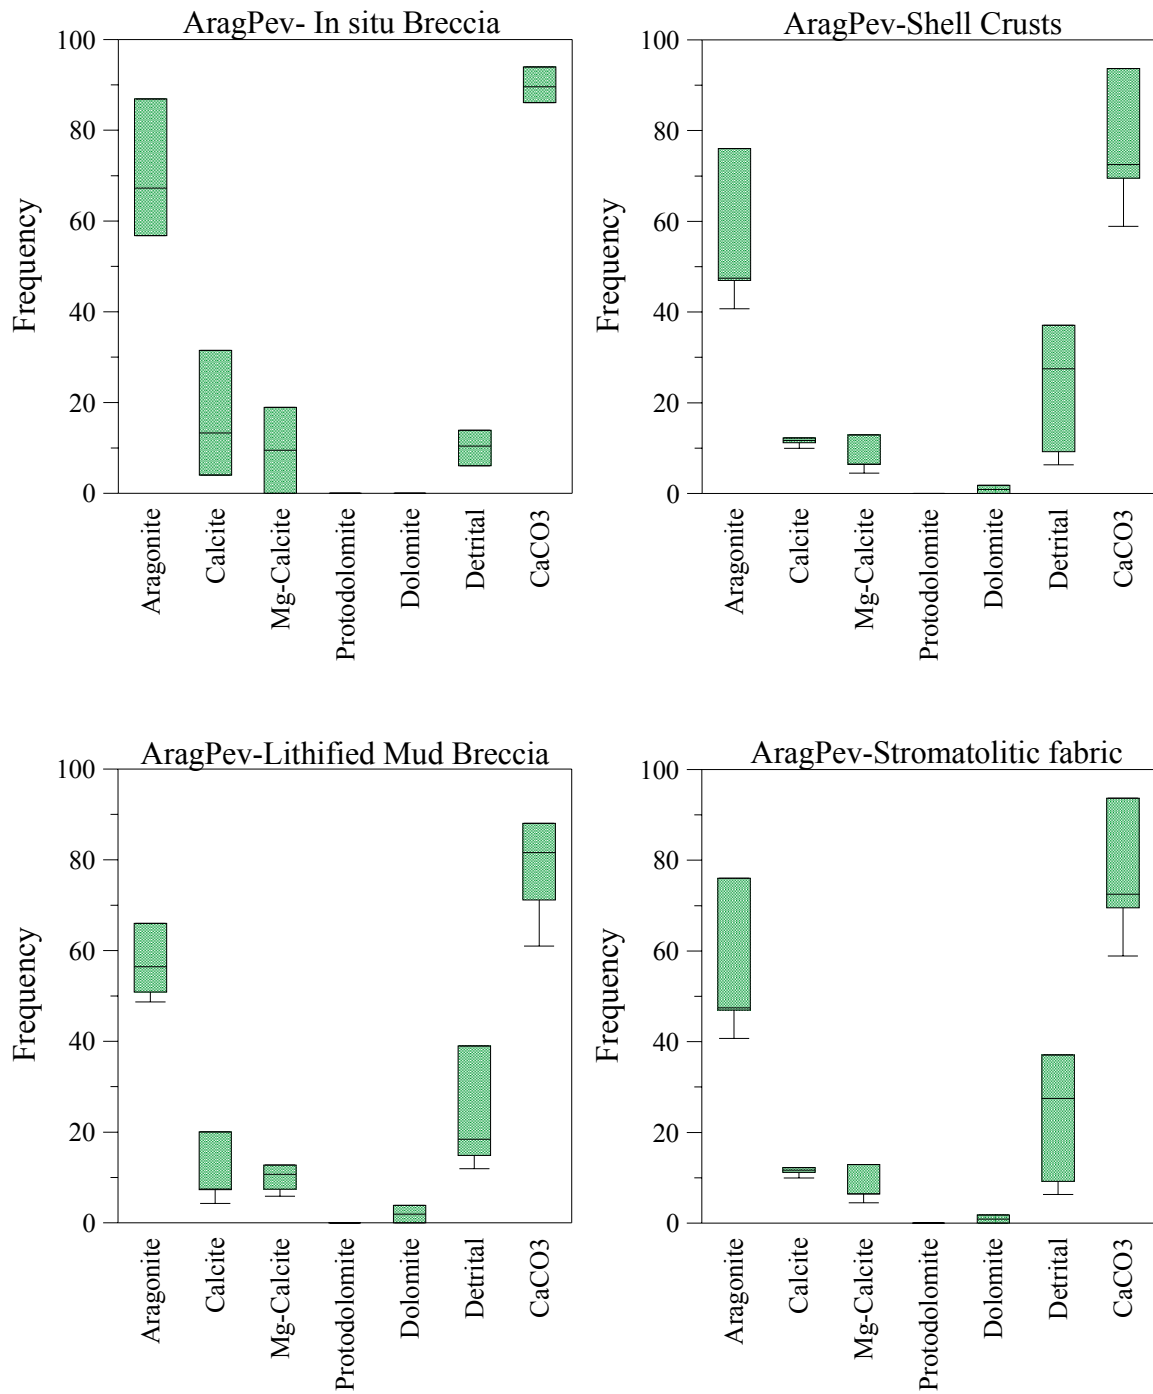 AragPev- In situ Breccia
Frequency
100
80
60
40
20
0
Aragonite
Calcite
Mg-Calcite
Protodolomite
Dolomite
Detrital
CaCO3
AragPev-Shell Crusts
Frequency
100
80
60
40
20
0
Aragonite
Calcite
Mg-Calcite
Protodolomite
Dolomite
Detrital
CaCO3
AragPev-Lithified Mud Breccia
Frequency
100
80
60
40
20
0
Aragonite
Calcite
Mg-Calcite
Protodolomite
Dolomite
Detrital
CaCO3
AragPev-Stromatolitic fabric
Frequency
100
80
60
40
20
0
Aragonite
Calcite
Mg-Calcite
Protodolomite
Dolomite
Detrital
CaCO3